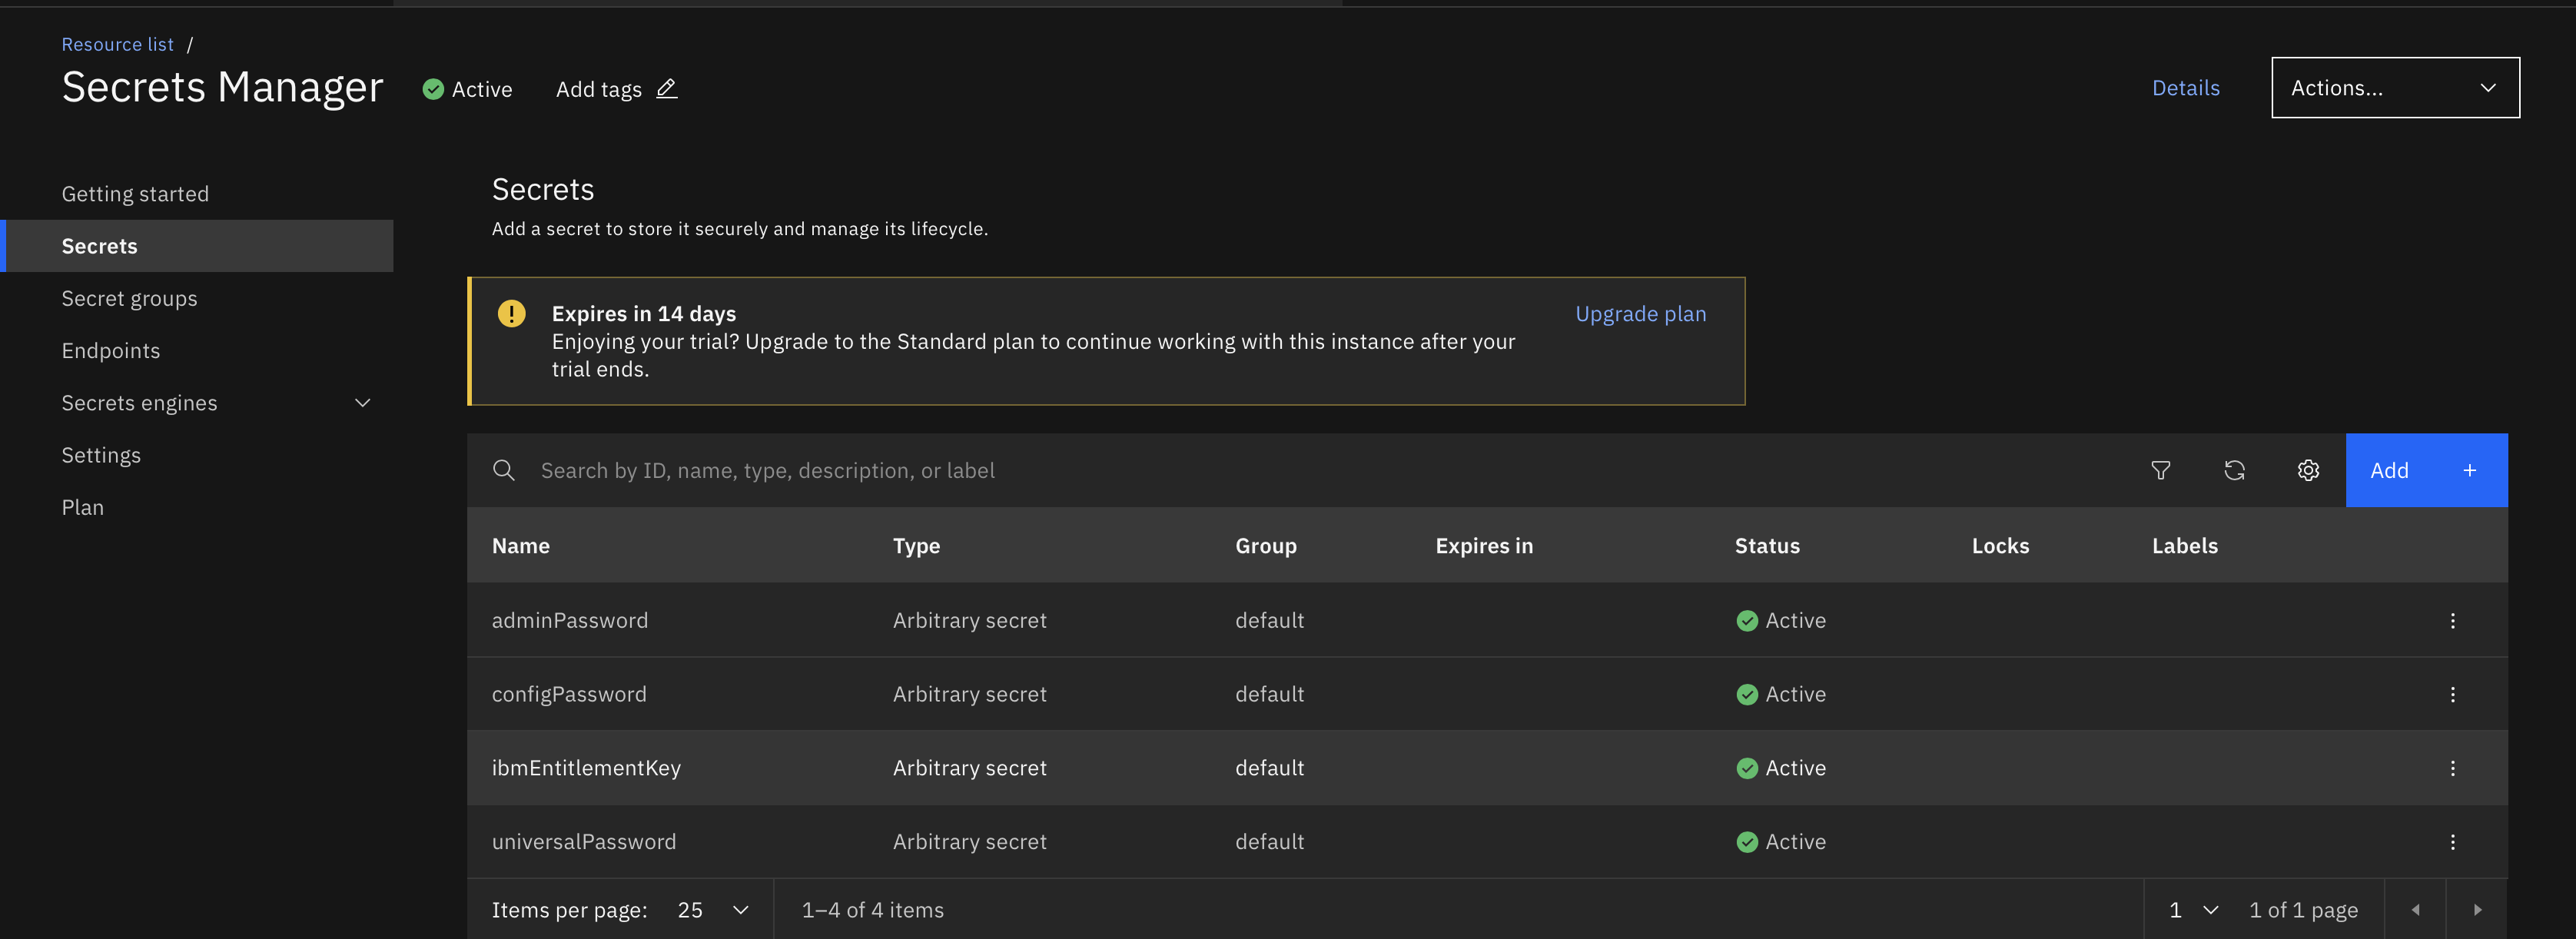 Resource list /
Secrets Manager
Active
Add tags
Details
Actions...
Getting started
Secrets
Secret groups
Endpoints
Secrets engines
Settings
Plan
Secrets
Add a secret to store it securely and manage its lifecycle.
Expires in 14 days
Upgrade plan
Enjoying your trial? Upgrade to the Standard plan to continue working with this instance after your
trial ends.
Search by ID, name, type, description, or label
Add +
Name Type Group Expires in Status Locks Labels
adminPassword Arbitrary secret default Active
configPassword Arbitrary secret default Active
ibmEntitlementKey Arbitrary secret default Active
universalPassword Arbitrary secret default Active
Items per page: 25 1–4 of 4 items 1 1 of 1 page